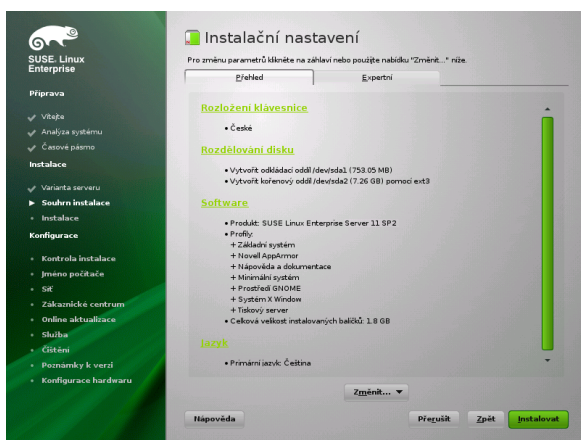 SUSE. Linux
Enterprise
Příprava
Vítejte
Analýza systému
Časové pásmo
Instalace
Varianta serveru
Souhrn instalace
Instalace
Konfigurace
Kontrola instalace
Jméno počítače
Síť
Zákaznické centrum
Online aktualizace
Služba
Čištění
Poznámky k verzi
Konfigurace hardwaru
Instalační nastavení
Pro změnu parametrů klikněte na záhlaví nebo použijte nabídku "Změnit..." níže.
Přehled
Expertní
Rozložení klávesnice
• České
Rozdělování disku
• Vytvořit odkládací oddíl /dev/sda1 (753.05 MB)
• Vytvořit kořenový oddíl /dev/sda2 (7.26 GB) pomocí ext3
Software
• Produkt: SUSE Linux Enterprise Server 11 SP2
• Profily:
+ Základní systém
+ Novell AppArmor
+ Nápověda a dokumentace
+ Minimální systém
+ Prostředí GNOME
+ Systém X Window
+ Tiskový server
• Celková velikost instalovaných balíčků: 1.8 GB
Jazyk
• Primární jazyk: Čeština
Změnit...
Nápověda
Přerušit
Zpět
Instalovat